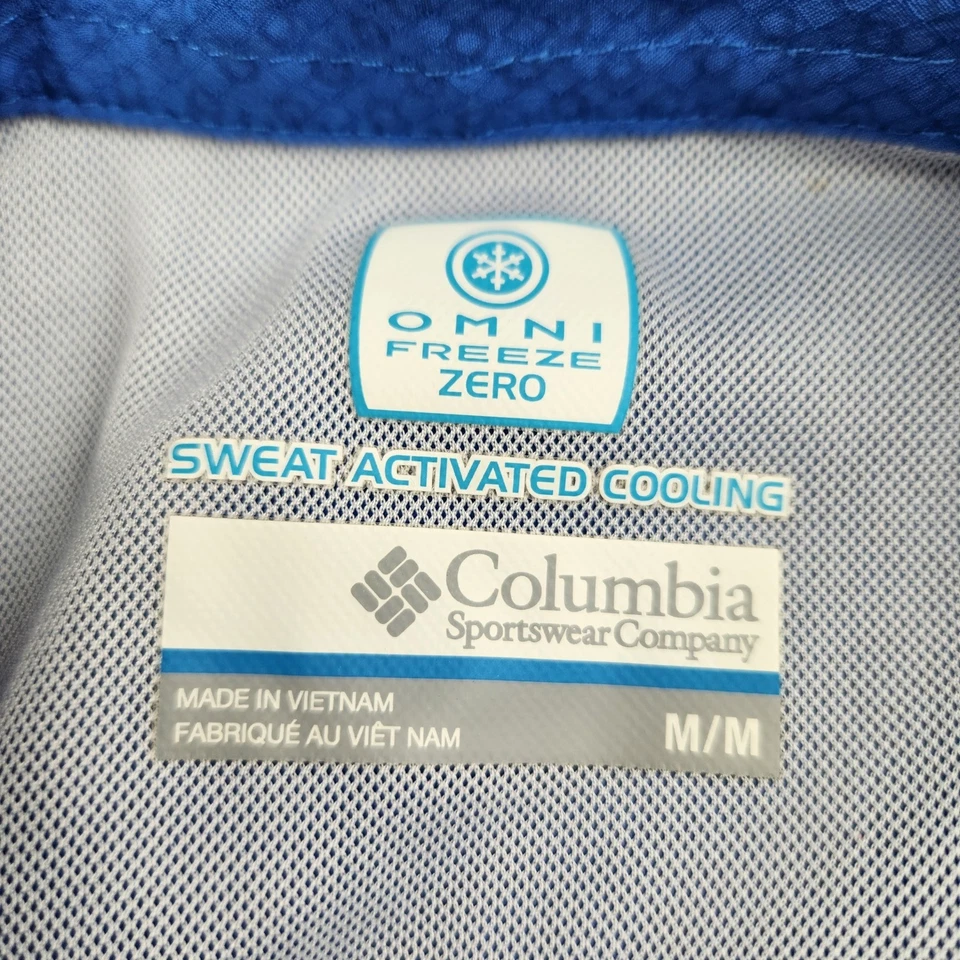 OMNI
FREEZE
ZERO
SWEAT ACTIVATED COOLING
Columbia
Sportswear Company
MADE IN VIETNAM
FABRIQUÉ AU VIÊT NAM
M/M